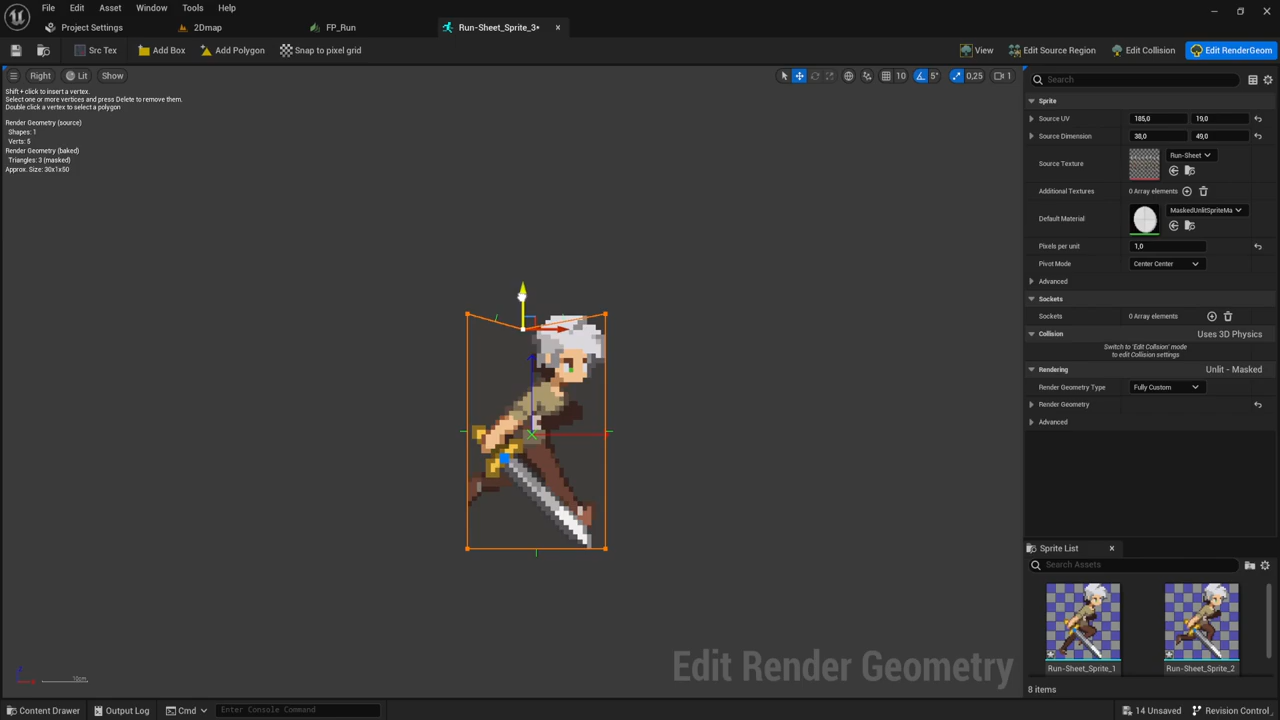 File Edit Asset Window Tools Help
Project Settings 2Dmap FP_Run Run-Sheet_Sprite_3*
Src Tex Add Box Add Polygon Snap to pixel grid View Edit Source Region Edit Collision Edit RenderGeom
Right Lit Show 10 5° 0,25 1
Shift + click to insert a vertex.
Select one or more vertices and press Delete to remove them.
Double click a vertex to select a polygon
Render Geometry (source)
Shapes: 1
Verts: 5
Render Geometry (baked)
Triangles: 3 (masked)
Approx. Size: 30x1x50
Search
Sprite
Source UV 185,0 19,0
Source Dimension 38,0 49,0
Source Texture Run-Sheet
Additional Textures 0 Array elements
Default Material MaskedUnlitSpriteMa
Pixels per unit 1,0
Pivot Mode Center Center
Advanced
Sockets
Sockets 0 Array elements
Collision Uses 3D Physics
Switch to 'Edit Collsion' mode
to edit Collision settings
Rendering Unlit - Masked
Render Geometry Type Fully Custom
Render Geometry
Advanced
Sprite List
Search Assets
Run-Sheet_Sprite_1 Run-Sheet_Sprite_2
8 items
Edit Render Geometry
10cm
Content Drawer Output Log Cmd Enter Console Command 14 Unsaved Revision Control